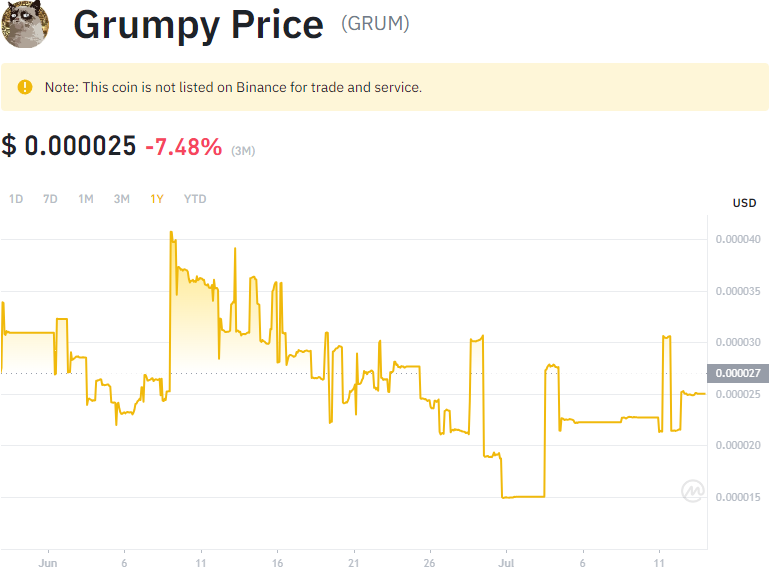 Grumpy Price (GRUM)
Note: This coin is not listed on Binance for trade and service.
$ 0.000025 -7.48% (3M)
1D 7D 1M 3M 1Y YTD
USD
0.000040
0.000035
0.000030
0.000027
0.000025
0.000020
0.000015
Jun 6 11 16 21 26 Jul 6 11